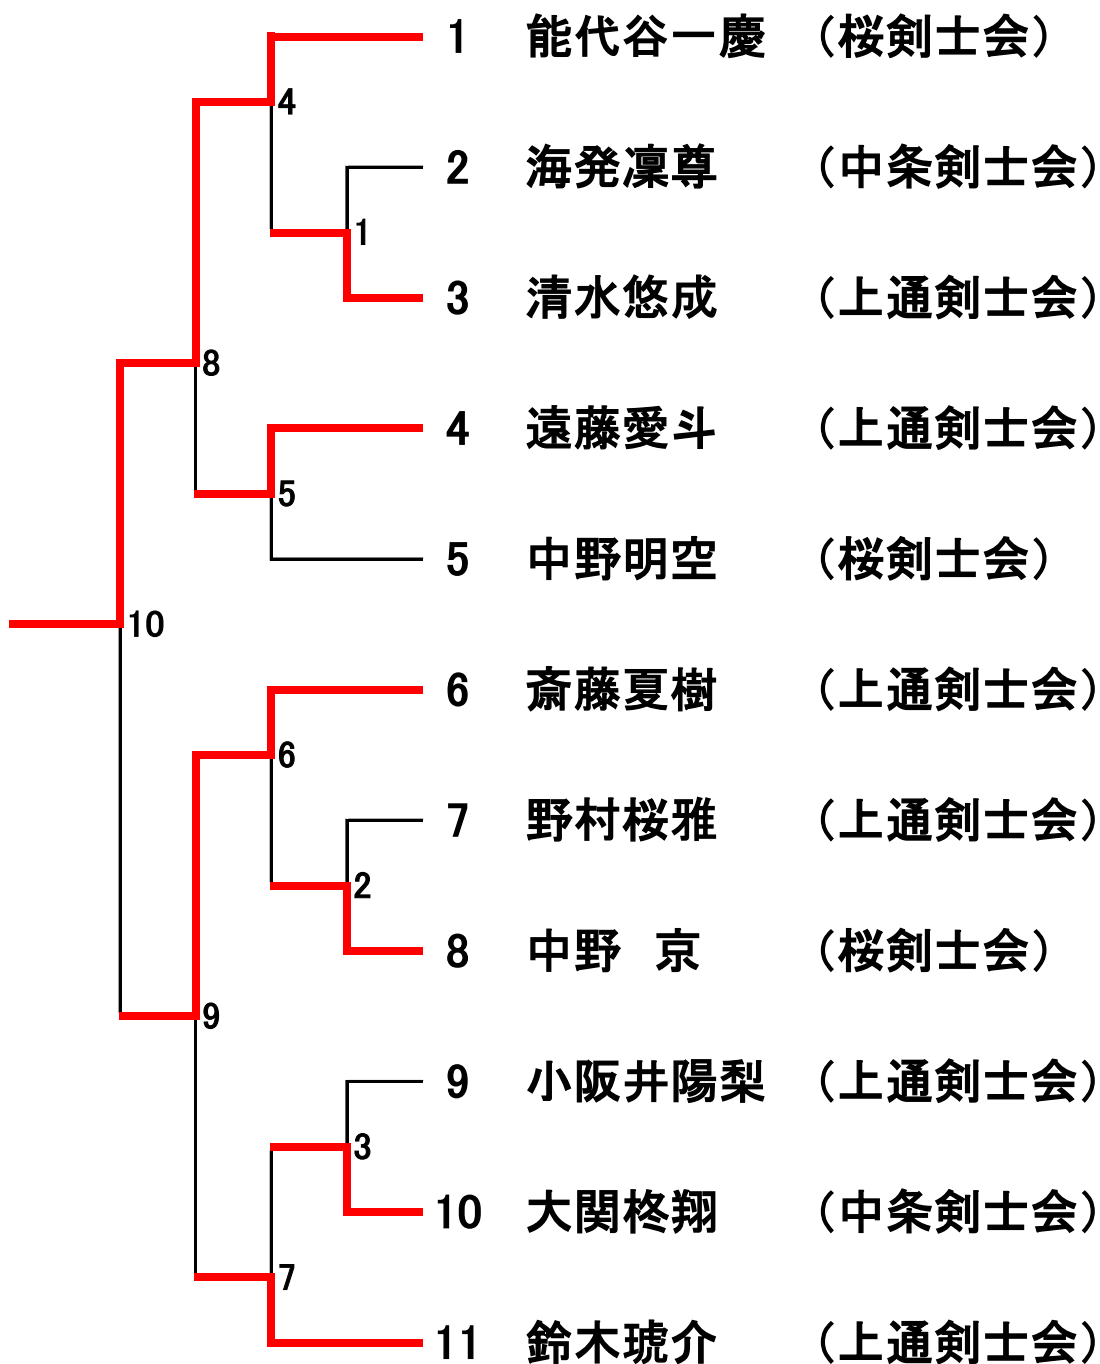 1 能代谷一慶 （桜剣士会）
4
2 海発凜尊 （中条剣士会）
1
3 清水悠成 （上通剣士会）
8
4 遠藤愛斗 （上通剣士会）
5
5 中野明空 （桜剣士会）
10
6 斎藤夏樹 （上通剣士会）
6
7 野村桜雅 （上通剣士会）
2
8 中野 京 （桜剣士会）
9
9 小阪井陽梨 （上通剣士会）
3
10 大関柊翔 （中条剣士会）
7
11 鈴木琥介 （上通剣士会）